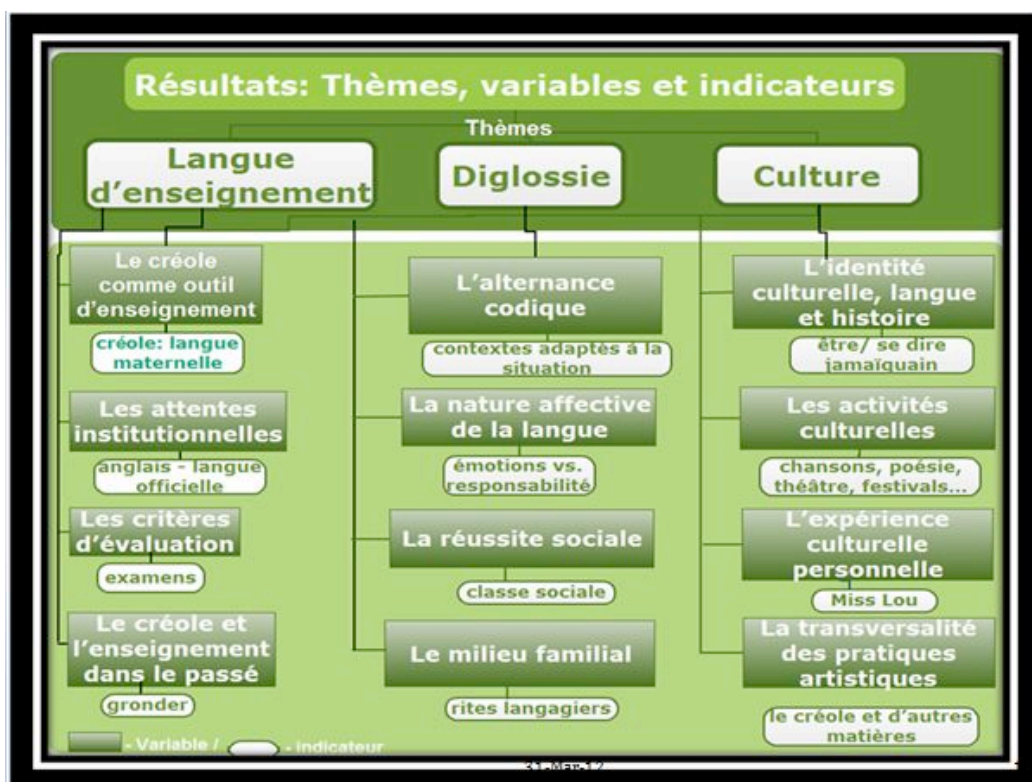 Résultats: Thèmes, variables et indicateurs
Thèmes
Langue
d'enseignement
Le créole
comme outil
d'enseignement
créole: langue
maternelle
Les attentes
institutionnelles
anglais - langue
officielle
Les critères
d'évaluation
examens
Le créole et
l'enseignement
dans le passé
gronder
Diglossie
L'alternance
codique
contextes adaptès á la
situation
La nature affective
de la langue
émotions vs.
responsabilité
La réussite sociale
classe sociale
Le milieu familial
rites langagiers
Culture
L'identité
culturelle, langue
et histoire
être/ se dire
jamaïquain
Les activités
culturelles
chansons, poésie,
théâtre, festivals...
L'expérience
culturelle
personnelle
Miss Lou
La transversalité
des pratiques
artistiques
le créole et d'autres
matières
- Variable / - indicateur
31-Mar-12